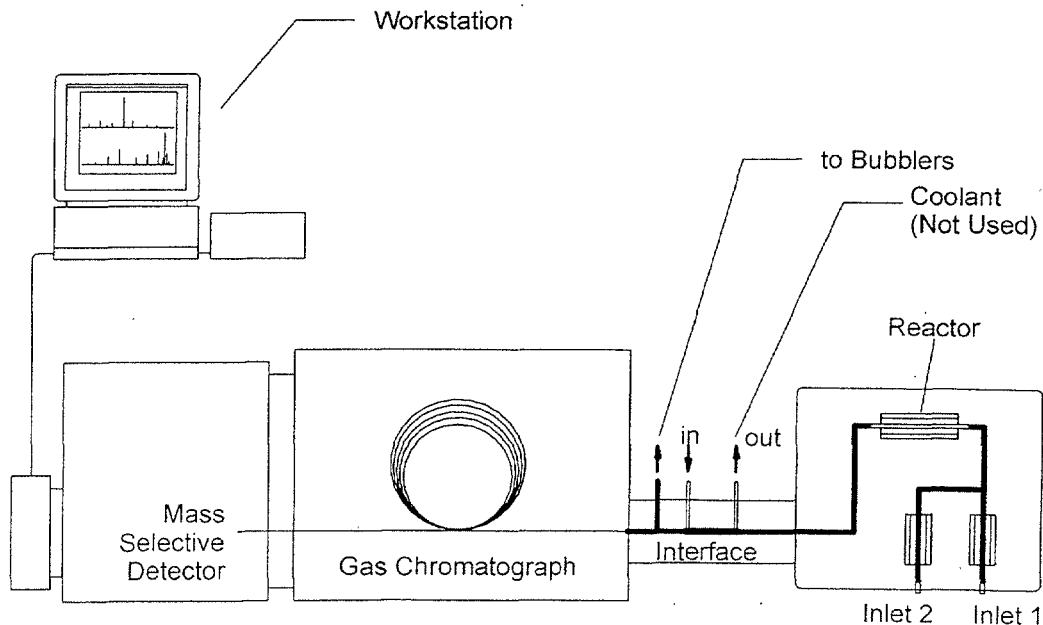 Workstation
to Bubblers
Coolant
(Not Used)
Reactor
in
out
Mass
Selective
Detector
Gas Chromatograph
Interface
Inlet 2
Inlet 1